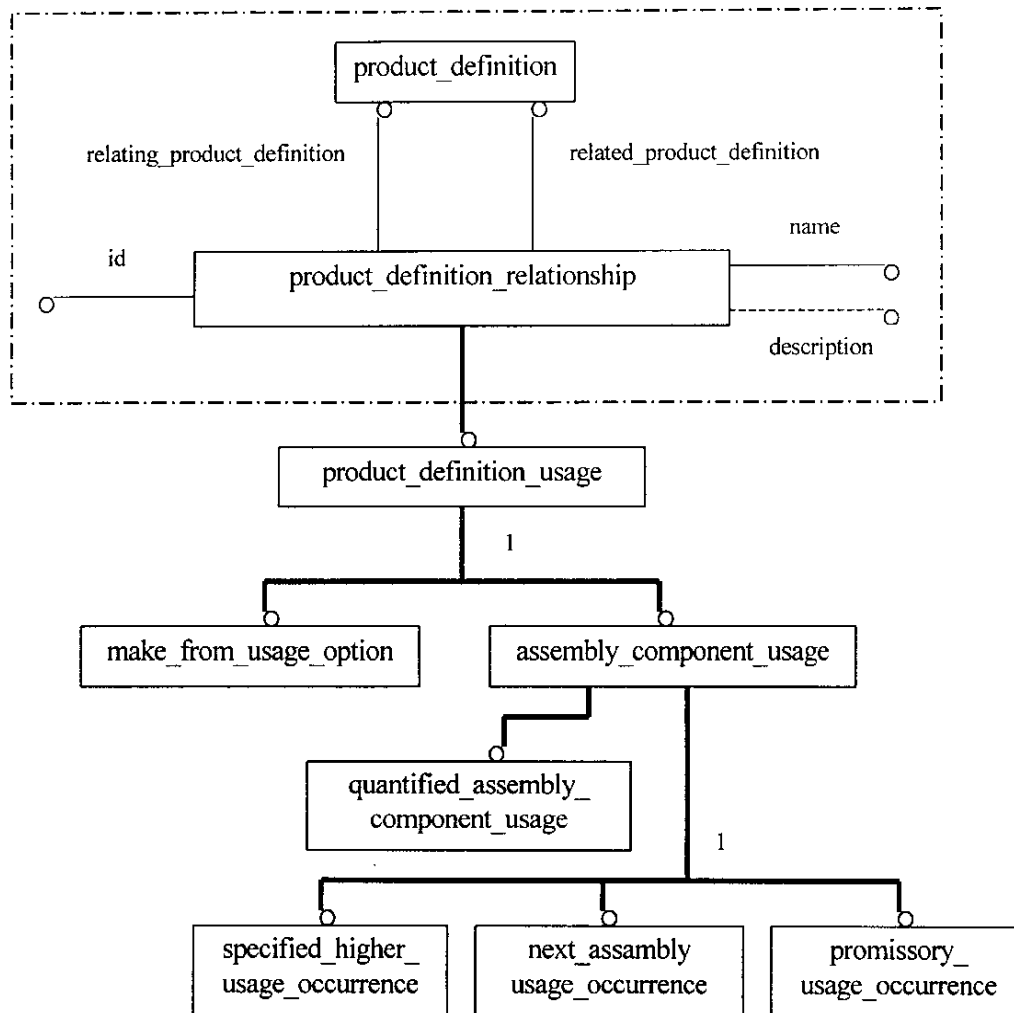 product_definition
relating_product_definition
related_product_definition
name
id
product_definition_relationship
description
product_definition_usage
1
make_from_usage_option
assembly_component_usage
quantified_assembly_
component_usage
1
specified_higher_
usage_occurrence
next_assambly
usage_occurrence
promissory_
usage_occurrence